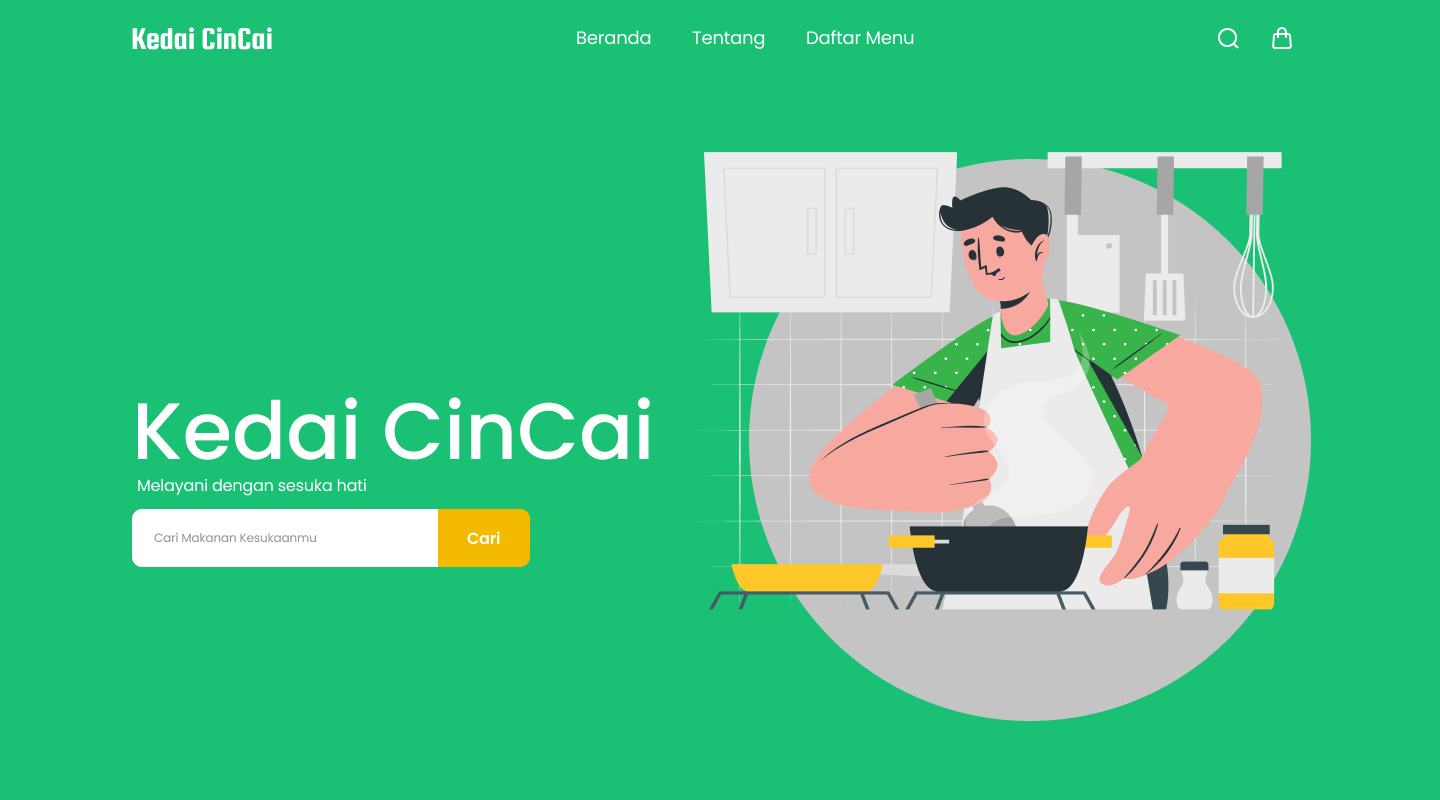 Kedai CinCai
Beranda Tentang Daftar Menu
Kedai CinCai
Melayani dengan sesuka hati
Cari Makanan Kesukaanmu Cari